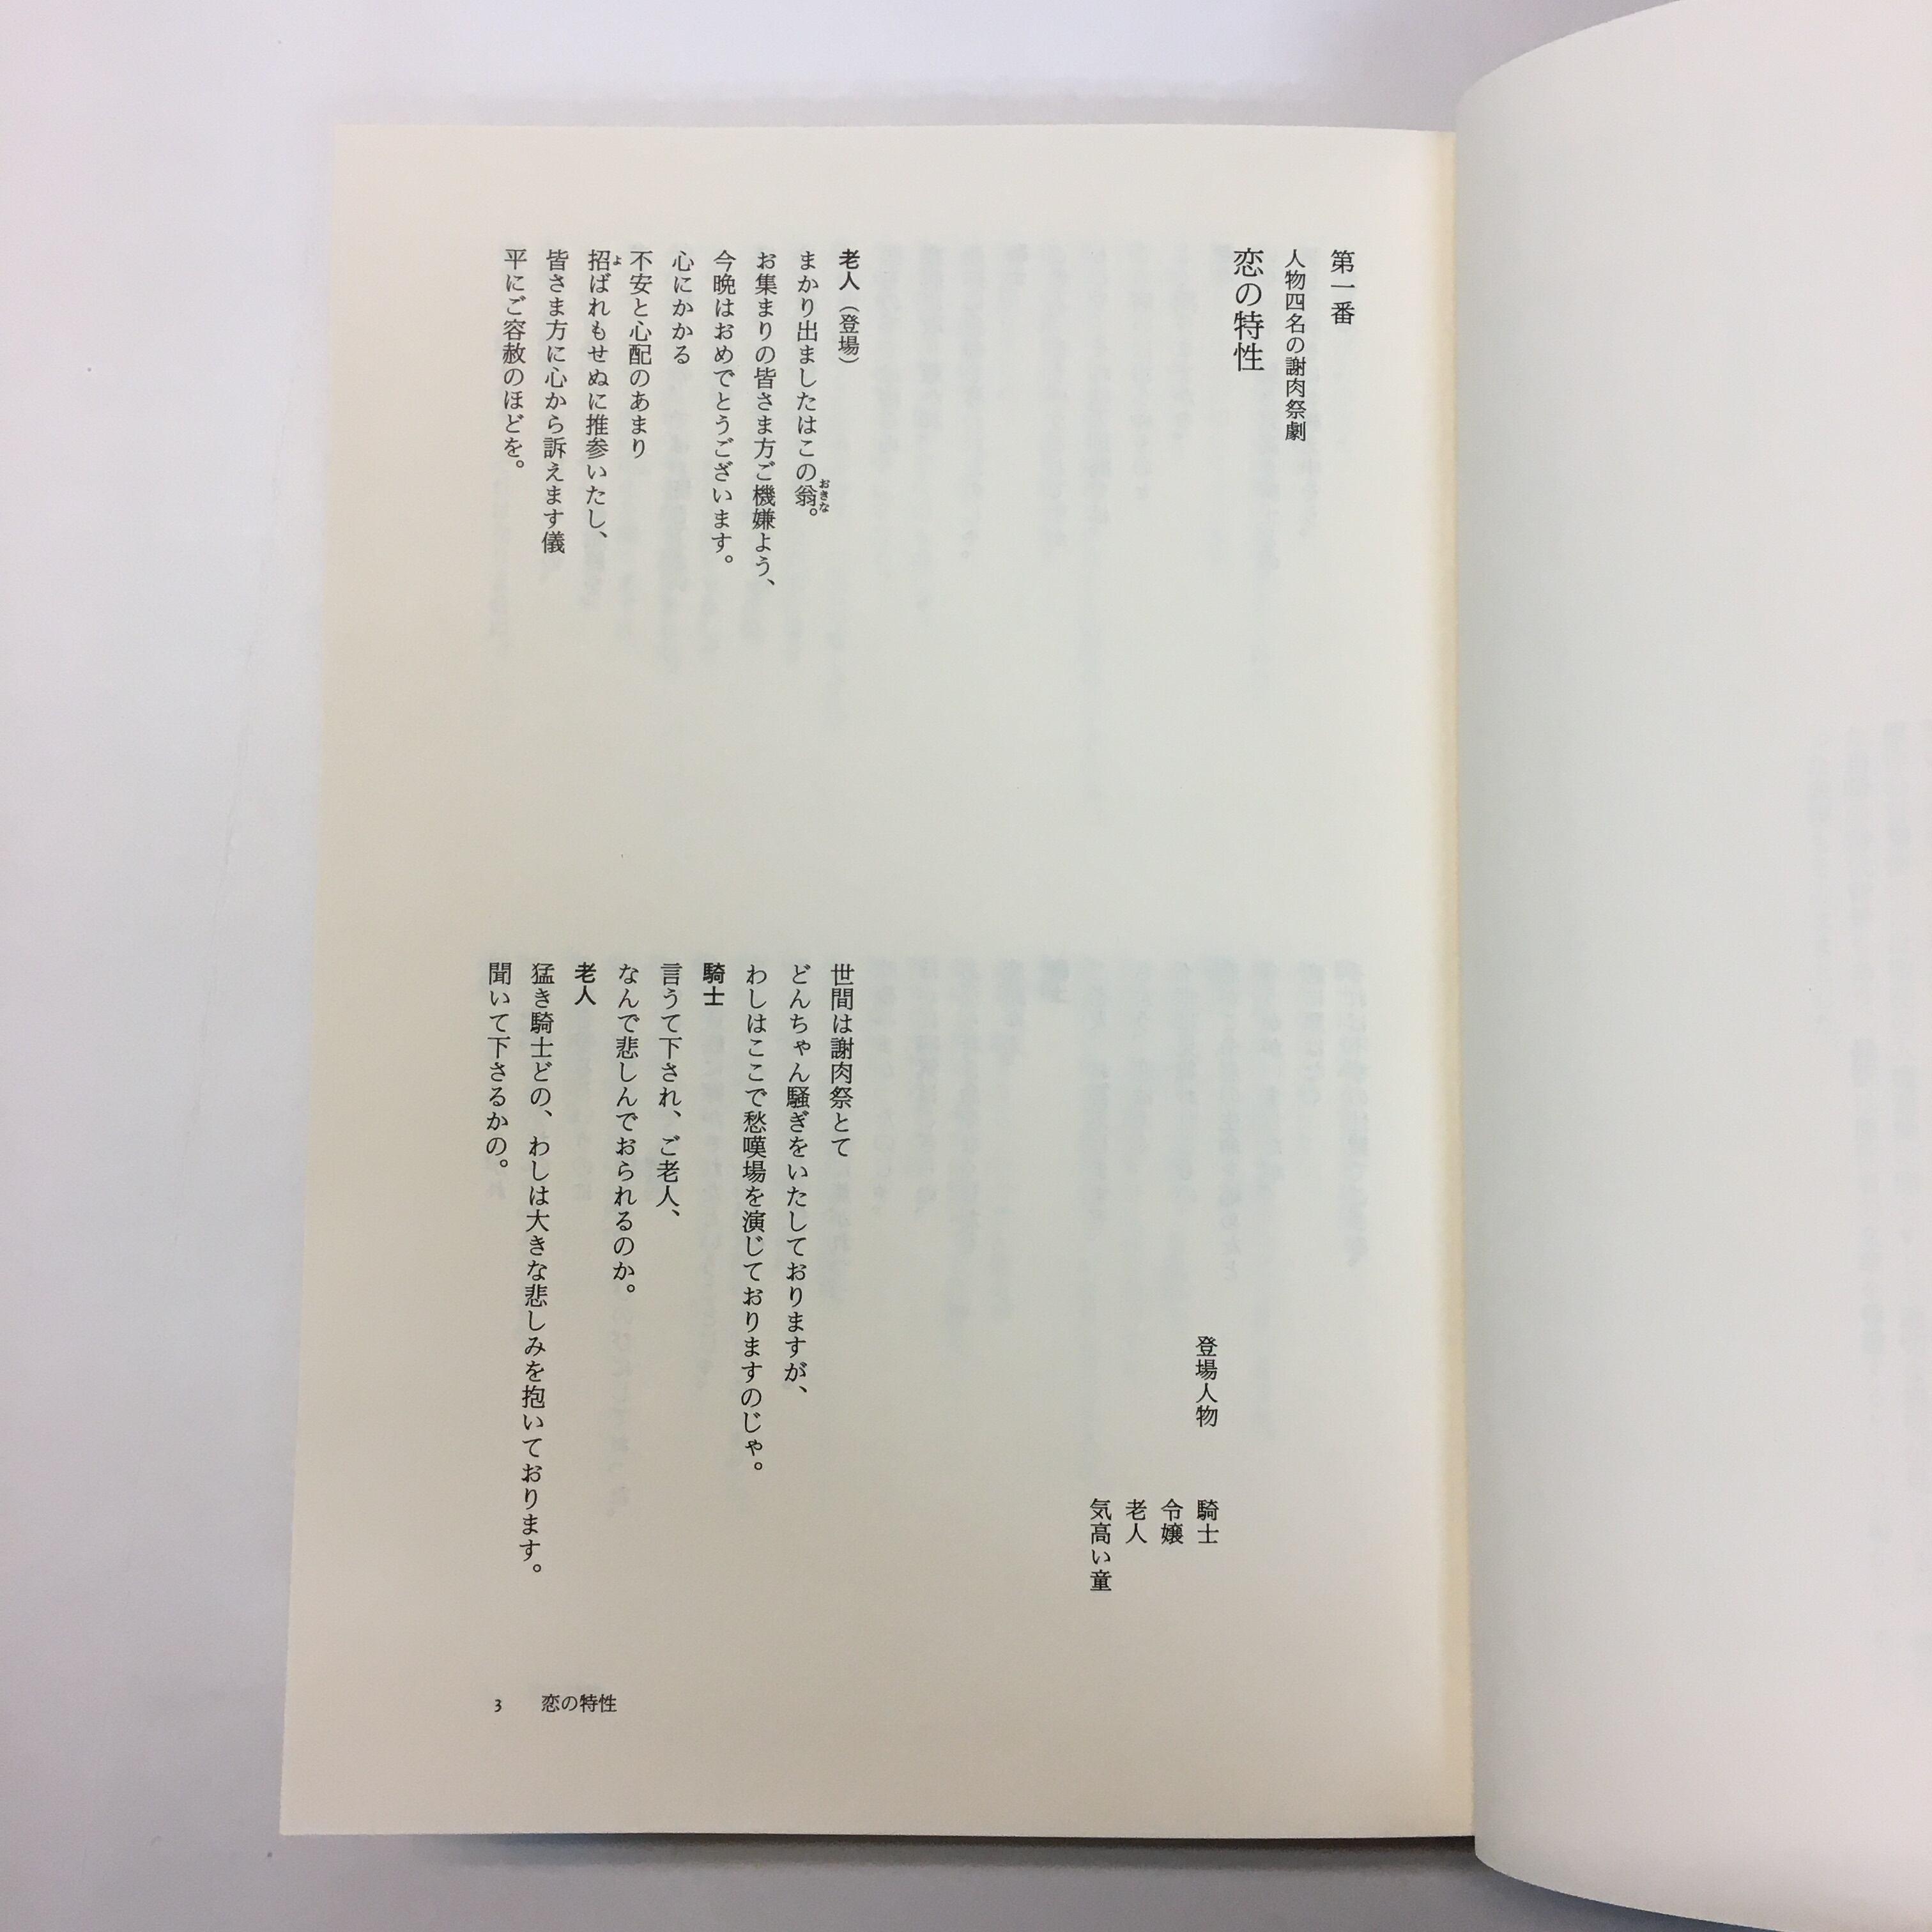 第一番
人物四名の謝肉祭劇
恋の特性
登場人物
騎士
令嬢
老人
気高い童
老人（登場）
まかり出ましたはこの翁。
おきな
お集まりの皆さま方ご機嫌よう、
今晩はおめでとうございます。
心にかかる
不安と心配のあまり
招ばれもせぬに推参いたし、
よ
皆さま方に心から訴えます儀
平にご容赦のほどを。
世間は謝肉祭とて
どんちゃん騒ぎをいたしておりますが、
わしはここで愁嘆場を演じておりますのじゃ。
騎士
言うて下され、ご老人、
なんで悲しんでおられるのか。
老人
猛き騎士どの、わしは大きな悲しみを抱いております。
聞いて下さるかの。
3 恋の特性